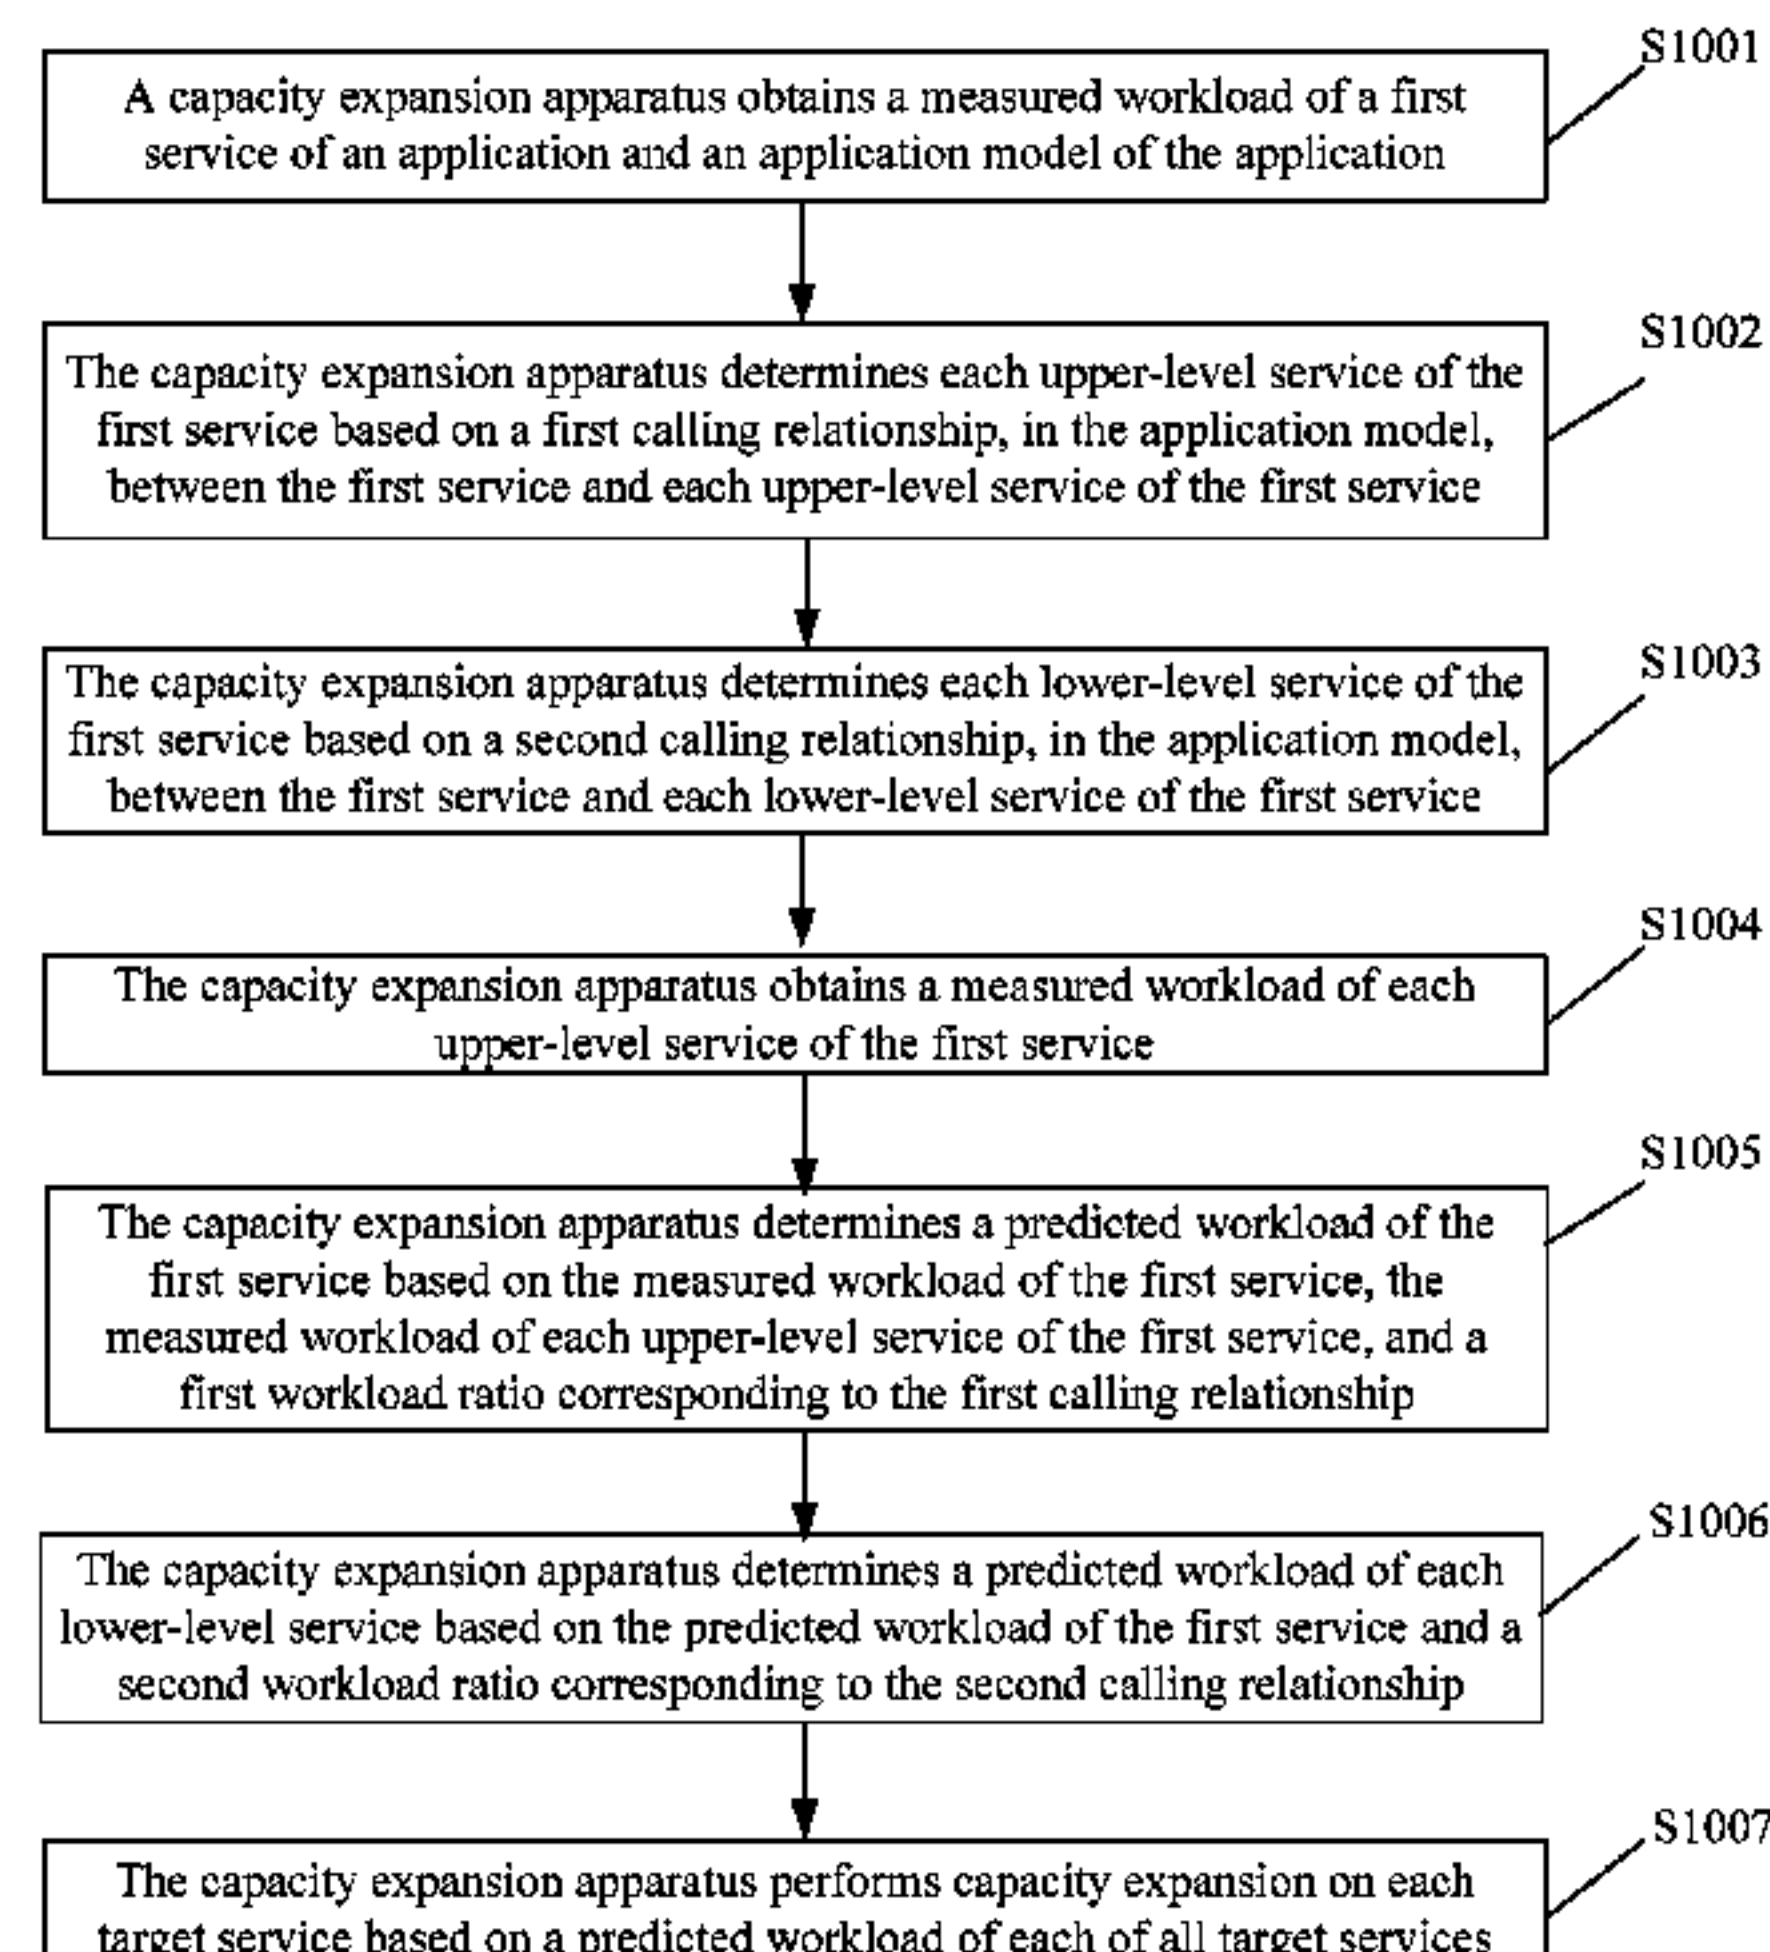 S1001
A capacity expansion apparatus obtains a measured workload of a first
service of an application and an application model of the application
S1002
The capacity expansion apparatus determines each upper-level service of the
first service based on a first calling relationship, in the application model,
between the first service and each upper-level service of the first service
S1003
The capacity expansion apparatus determines each lower-level service of the
first service based on a second calling relationship, in the application model,
between the first service and each lower-level service of the first service
S1004
The capacity expansion apparatus obtains a measured workload of each
upper-level service of the first service
S1005
The capacity expansion apparatus determines a predicted workload of the
first service based on the measured workload of the first service, the
measured workload of each upper-level service of the first service, and a
first workload ratio corresponding to the first calling relationship
S1006
The capacity expansion apparatus determines a predicted workload of each
lower-level service based on the predicted workload of the first service and a
second workload ratio corresponding to the second calling relationship
S1007
The capacity expansion apparatus performs capacity expansion on each
target service based on a predicted workload of each of all target services